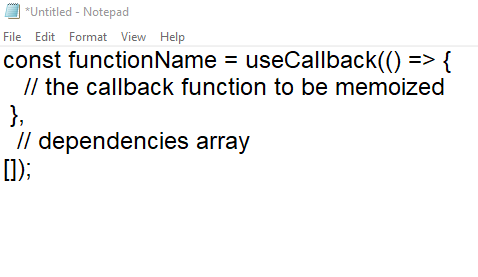 *Untitled - Notepad
File Edit Format View Help
const functionName = useCallback(() => {
   // the callback function to be memoized
 },
  // dependencies array
[]);